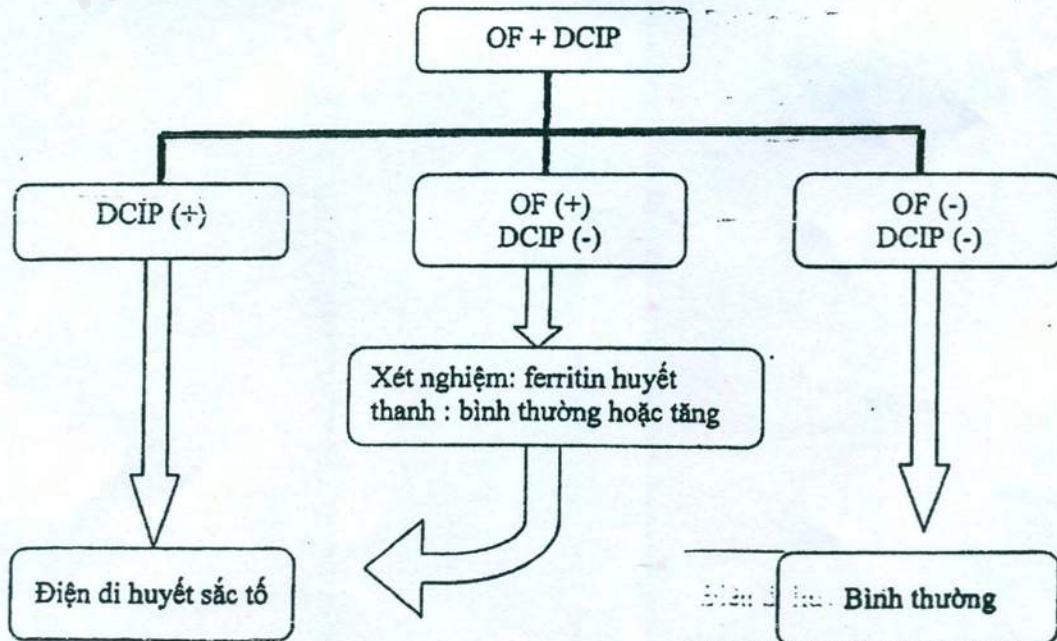 OF + DCIP
DCIP (+)
OF (+)
DCIP (-)
OF (-)
DCIP (-)
Xét nghiệm: ferritin huyết
thanh : bình thường hoặc tăng
Điện di huyết sắc tố
Bình thường